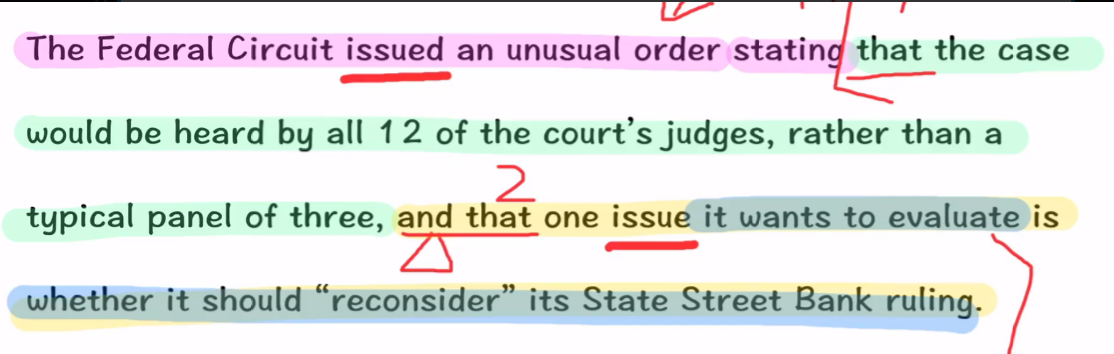 The Federal Circuit issued an unusual order stating that the case
would be heard by all 12 of the court's judges, rather than a
2
typical panel of three, and that one issue it wants to evaluate is
whether it should “reconsider” its State Street Bank ruling.